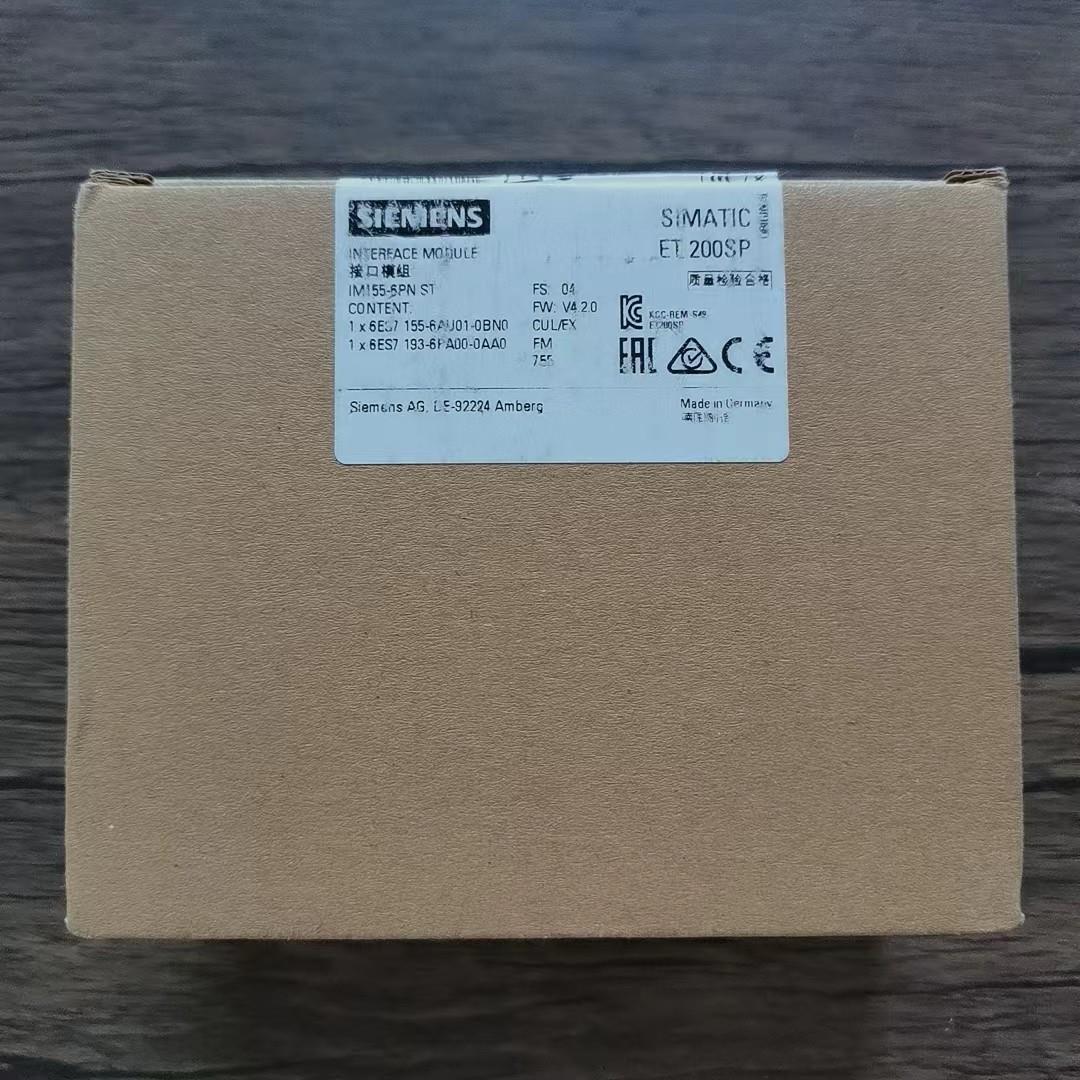 SIEMENS
SIMATIC
ET 200SP
INTERFACE MODULE
接口模组
质量检验合格
IM155-6PN ST
FS: 04
CONTENT:
FW: V4.2.0
1 x 6ES7 155-6AU01-0BN0
CUL/EX
KCC-REM-S49
ET200SP
1 x 6ES7 193-6PA00-0AA0
FM
755
EAC
CE
Siemens AG, DE-92224 Amberg
Made in Germany